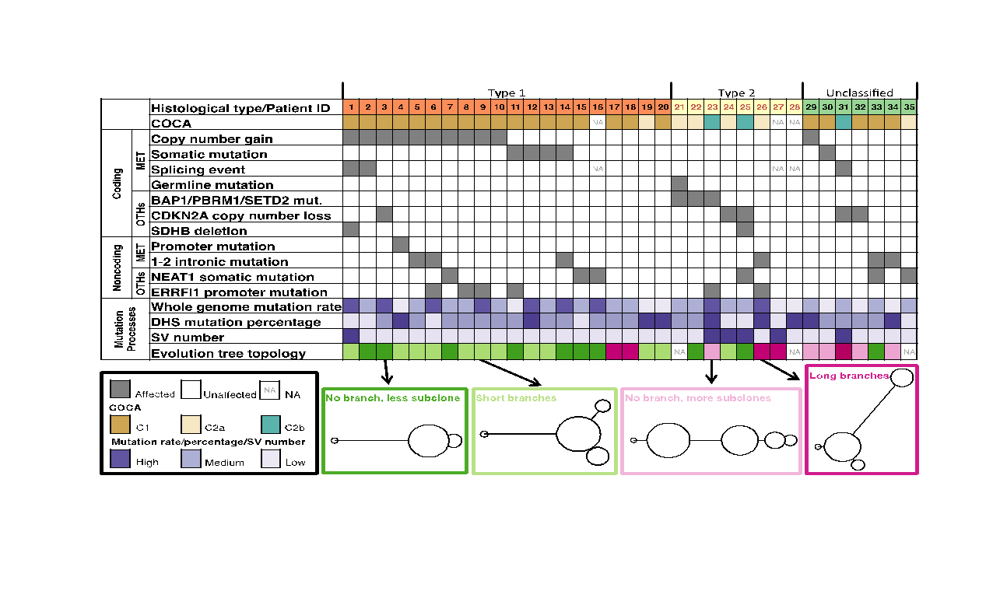 Type 1 Type 2 Unclassified
Histological type/Patient ID 1 2 3 4 5 6 7 8 9 10 11 12 13 14 15 16 17 18 19 20 21 22 23 24 25 26 27 28 29 30 31 32 33 34 35
COCA NA NA NA
Coding
MET
Copy number gain
Somatic mutation
Splicing event NA NA NA
Germline mutation
OTHs
BAP1/PBRM1/SETD2 mut.
CDKN2A copy number loss
SDHB deletion
Noncoding
MET
Promoter mutation
1-2 intronic mutation
OTHs
NEAT1 somatic mutation
ERRFI1 promoter mutation
Mutation
Processes
Whole genome mutation rate
DHS mutation percentage
SV number
Evolution tree topology NA NA NA
Affected Unaffected NA NA
COCA
C1 C2a C2b
Mutation rate/percentage/SV number
High Medium Low
No branch, less subclone
Short branches
No branch, more subclones
Long branches